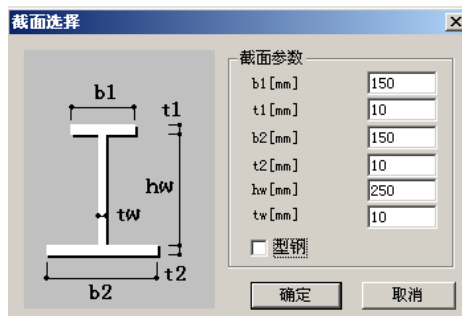 截面选择
b1
t1
hw
tw
t2
b2
截面参数
b1[mm] 150
t1[mm] 10
b2[mm] 150
t2[mm] 10
hw[mm] 250
tw[mm] 10
型钢
确定 取消